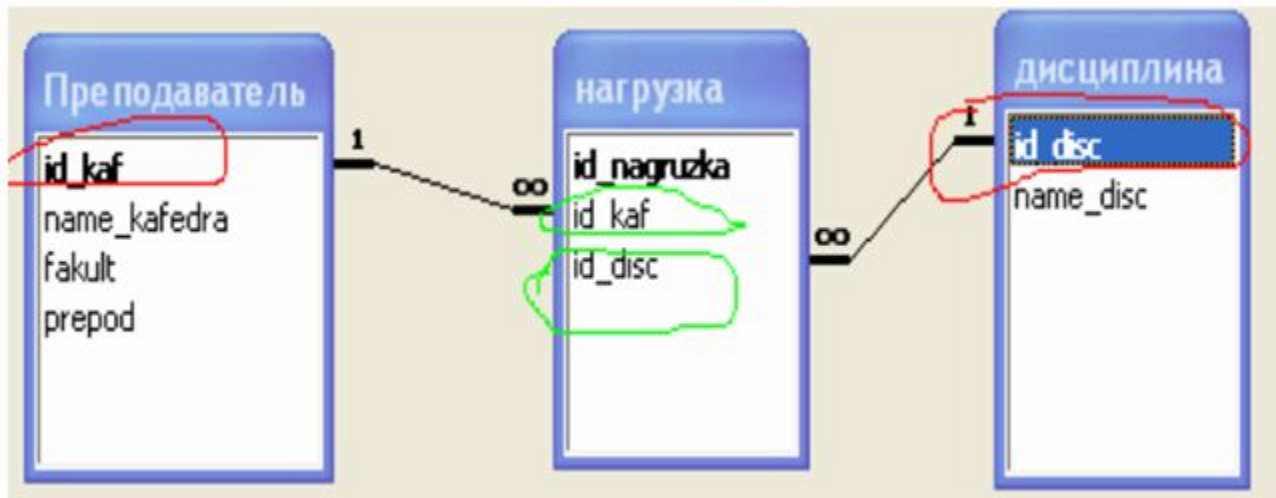 Преподаватель
id_kaf
name_kafedra
fakult
prepod
1
∞
нагрузка
id_nagruzka
id_kaf
id_disc
∞
1
дисциплина
id_disc
name_disc